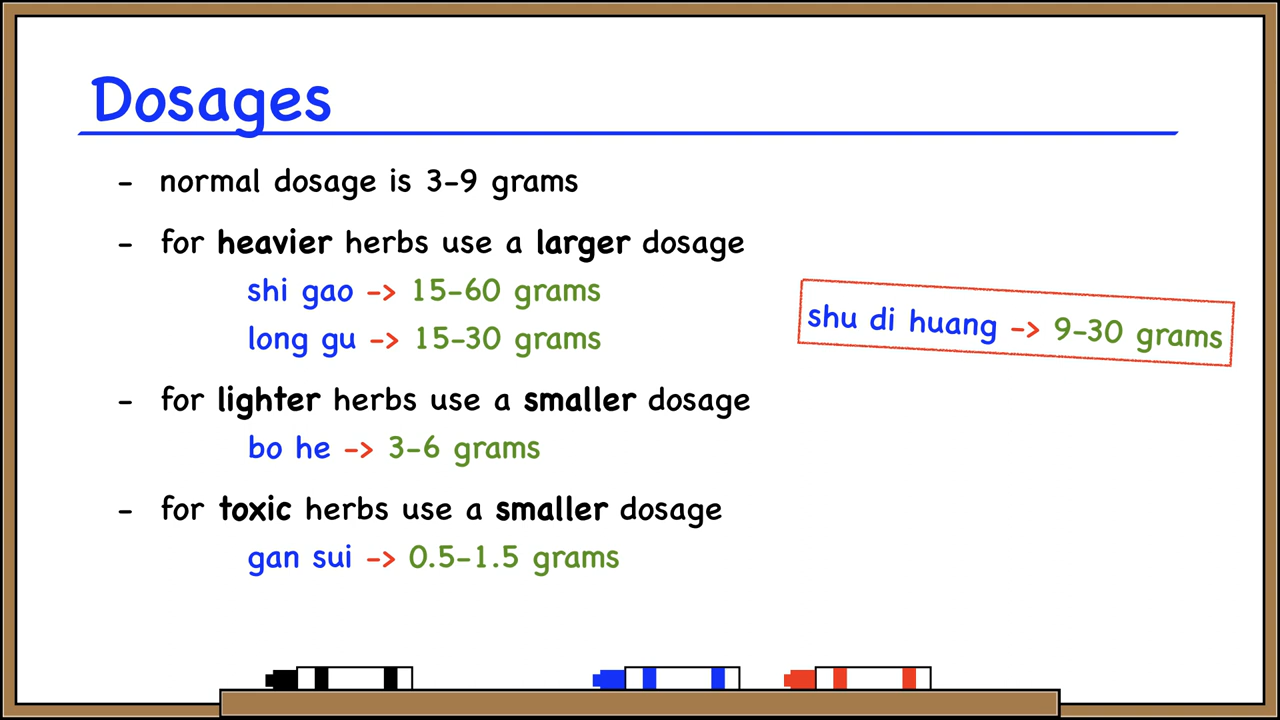 Dosages
- normal dosage is 3-9 grams
- for heavier herbs use a larger dosage
shi gao -> 15-60 grams
long gu -> 15-30 grams
shu di huang -> 9-30 grams
- for lighter herbs use a smaller dosage
bo he -> 3-6 grams
- for toxic herbs use a smaller dosage
gan sui -> 0.5-1.5 grams